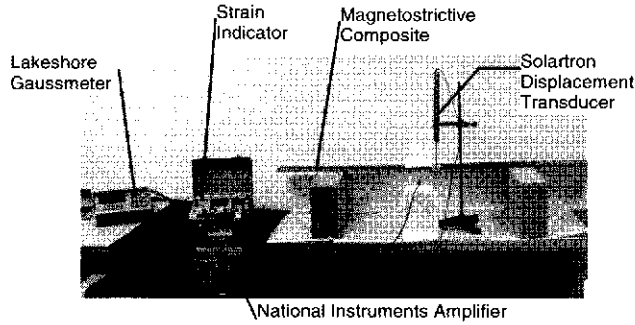 Strain
Indicator
Magnetostrictive
Composite
Lakeshore
Gaussmeter
Solartron
Displacement
Transducer
National Instruments Amplifier